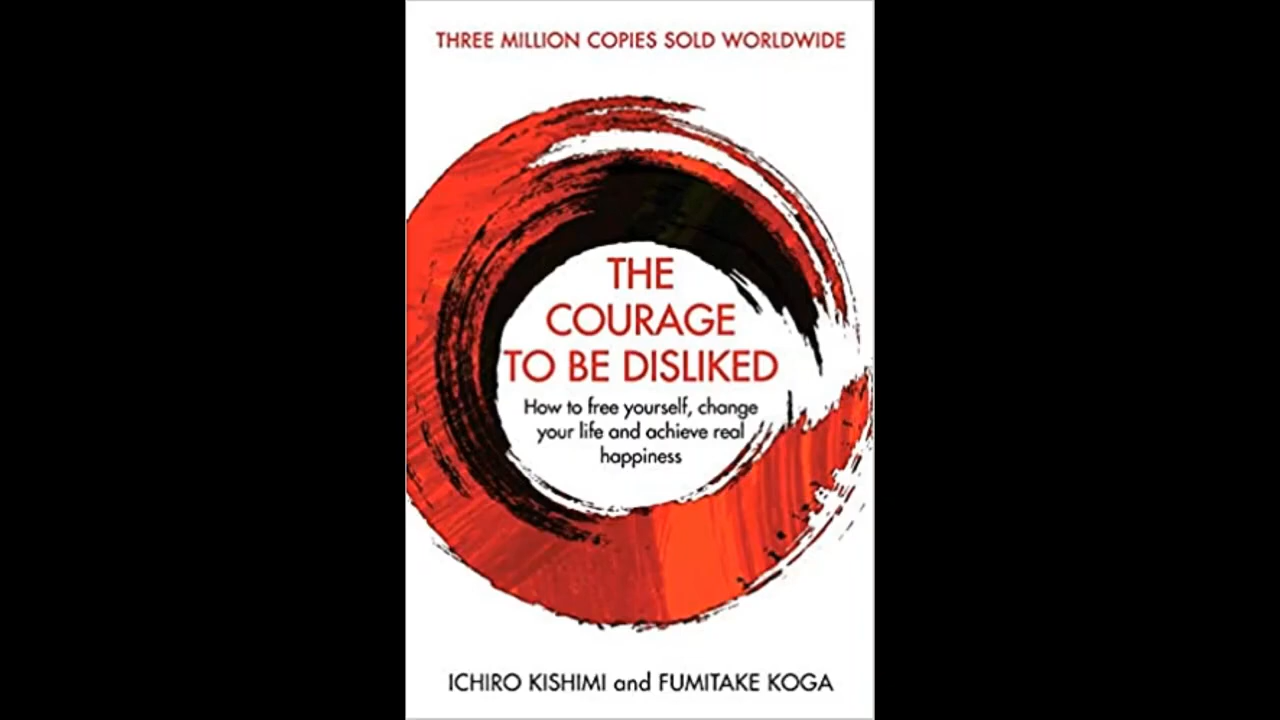 THREE MILLION COPIES SOLD WORLDWIDE
THE
COURAGE
TO BE DISLIKED
How to free yourself, change
your life and achieve real
happiness
ICHIRO KISHIMI and FUMITAKE KOGA